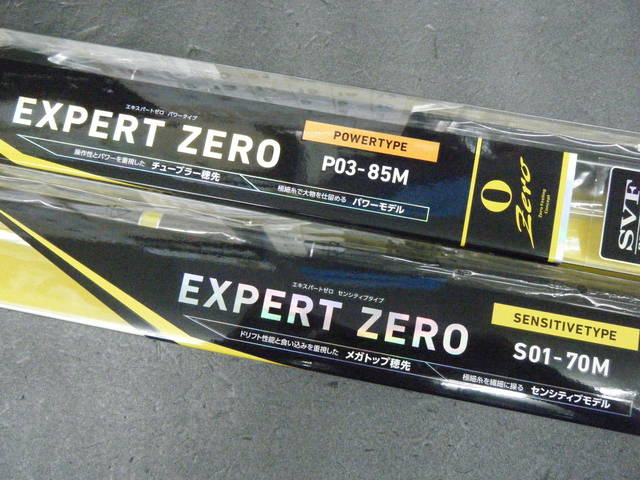 エキスパートゼロ パワータイプ
EXPERT ZERO
POWERTYPE
P03-85M
操作性とパワーを重視した チューブラー穂先
極細糸で大物を仕留める パワーモデル
0
Zero
Zero Fishing
Concept
SVF
エキスパートゼロ センシティブタイプ
EXPERT ZERO
SENSITIVETYPE
S01-70M
ドリフト性能と食い込みを重視した メガトップ穂先
極細糸を繊細に操る センシティブモデル